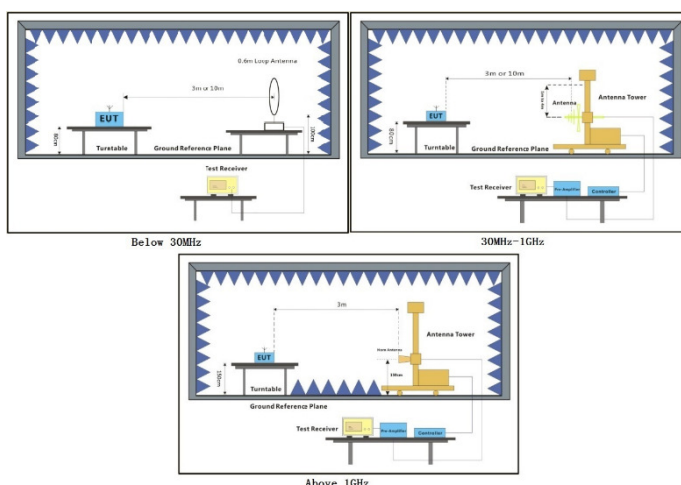 0.6m Loop Antenna
3m or 10m
EUT
80cm
100cm
Turntable
Ground Reference Plane
Test Receiver
Below 30MHz
3m or 10m
Antenna Tower
Antenna
EUT
80cm
Turntable
Ground Reference Plane
Test Receiver
Pre-Amplifier
Controller
30MHz-1GHz
3m
Antenna Tower
Horn Antenna
EUT
150cm
Turntable
Ground Reference Plane
Test Receiver
Pre-Amplifier
Controller
Above 1GHz